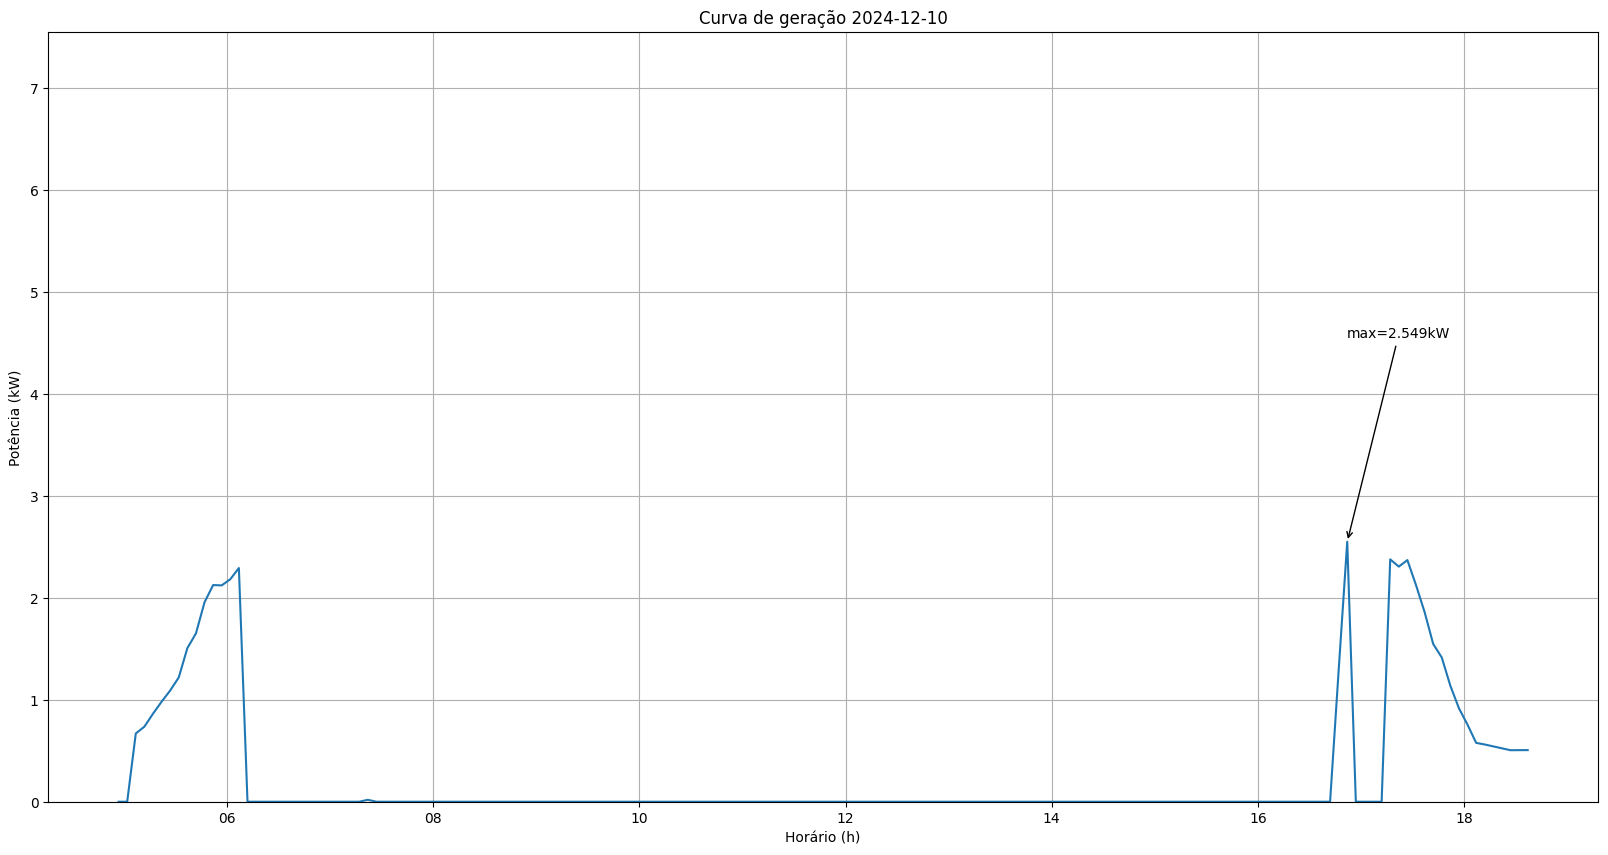 Curva de geração 2024-12-10
7
6
5
4
3
2
1
0
Potência (kW)
max=2.549kW
06 08 10 12 14 16 18
Horário (h)